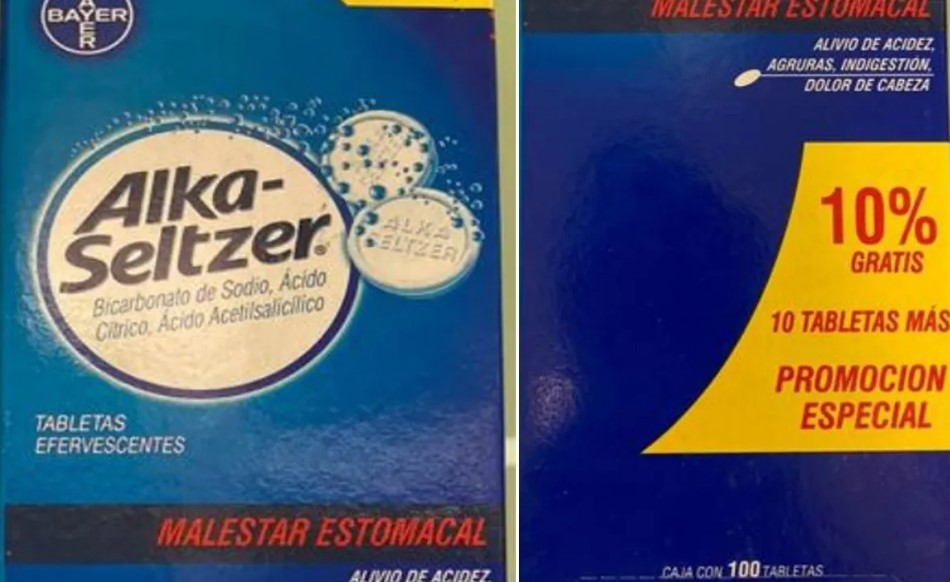 BAYER
BAYER
Alka-
Seltzer®
Bicarbonato de Sodio, Ácido
Cítrico, Ácido Acetilsalicílico
ALKA
SELTZER
TABLETAS
EFERVESCENTES
MALESTAR ESTOMACAL
ALIVIO DE ACIDEZ,
MALESTAR ESTOMACAL
ALIVIO DE ACIDEZ,
AGRURAS, INDIGESTIÓN,
DOLOR DE CABEZA
10%
GRATIS
10 TABLETAS MÁS
PROMOCION
ESPECIAL
CAJA CON 100 TABLETAS